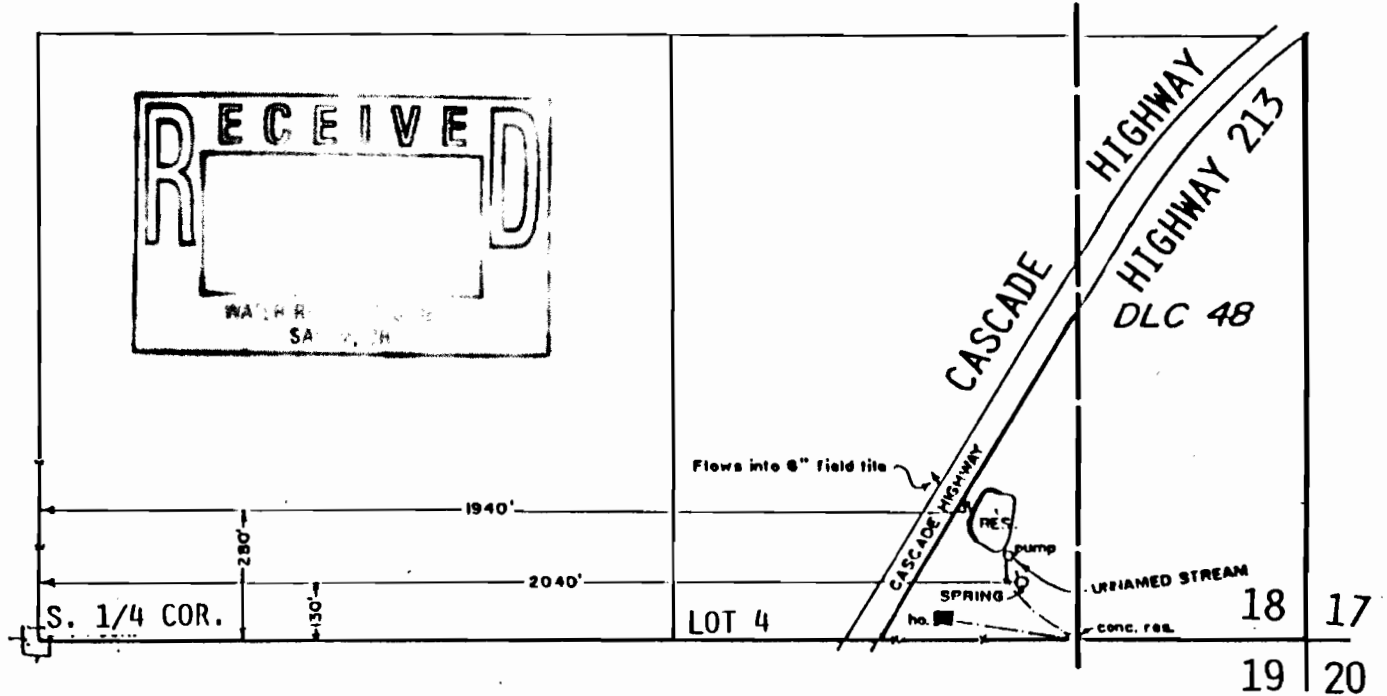 RECEIVED
CASCADE HIGHWAY
HIGHWAY 213
DLC 48
Flows into 6" field tile
CASCADE HIGHWAY
1940'
280'
RES.
pump
2040'
130'
SPRING
UNNAMED STREAM
S. 1/4 COR.
LOT 4
ho.
conc. res.
18 17
19 20